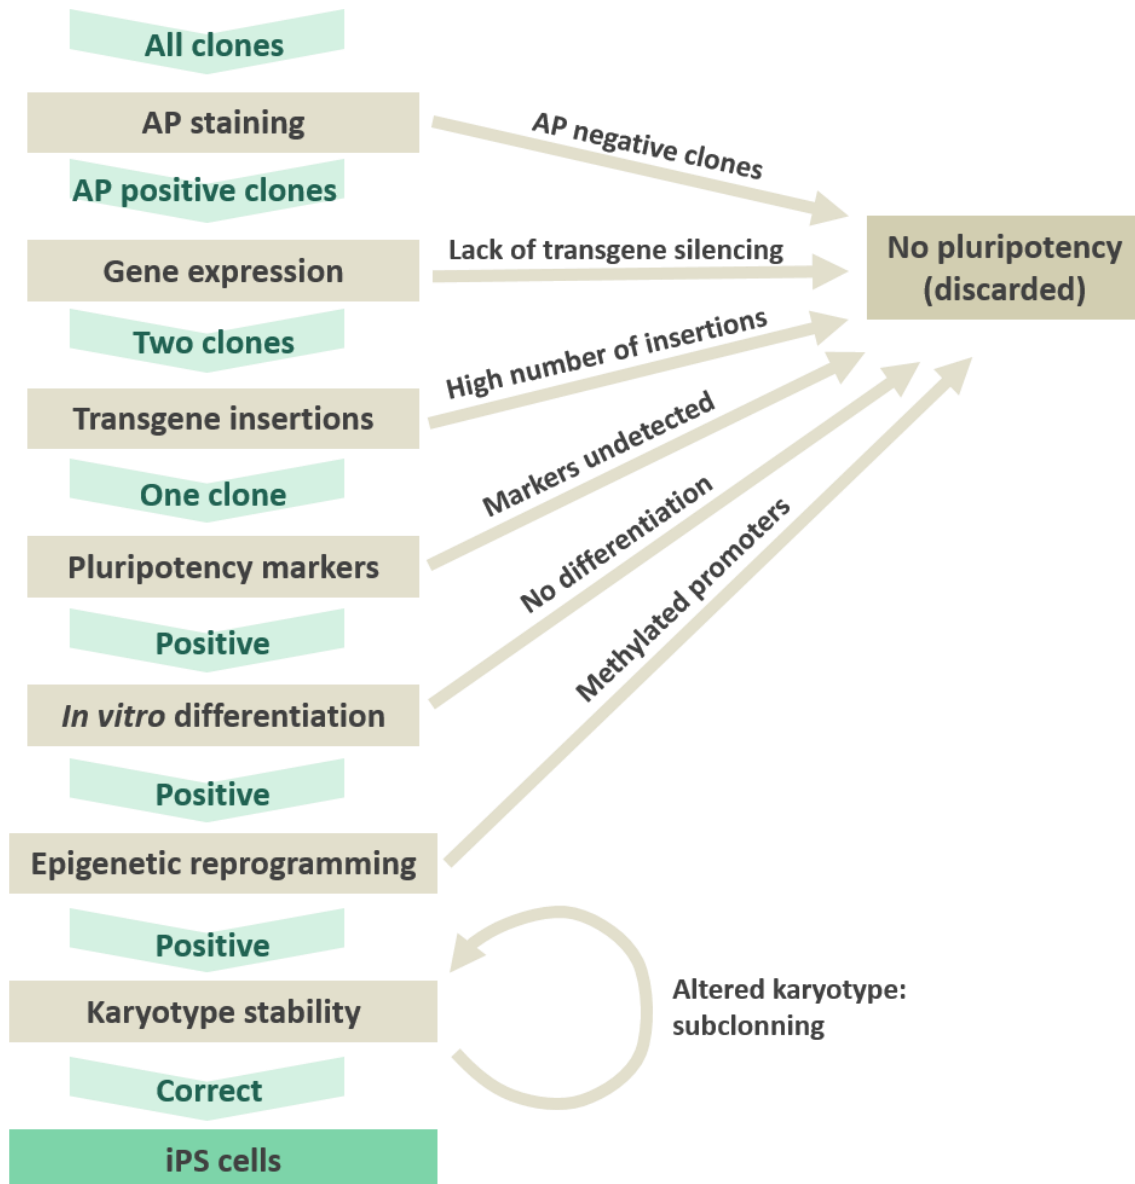 All clones
AP staining
AP negative clones
AP positive clones
No pluripotency
(discarded)
Gene expression
Lack of transgene silencing
Two clones
High number of insertions
Transgene insertions
Markers undetected
One clone
Pluripotency markers
No differentiation
Positive
Methylated promoters
In vitro differentiation
Positive
Epigenetic reprogramming
Positive
Karyotype stability
Altered karyotype:
subclonning
Correct
iPS cells